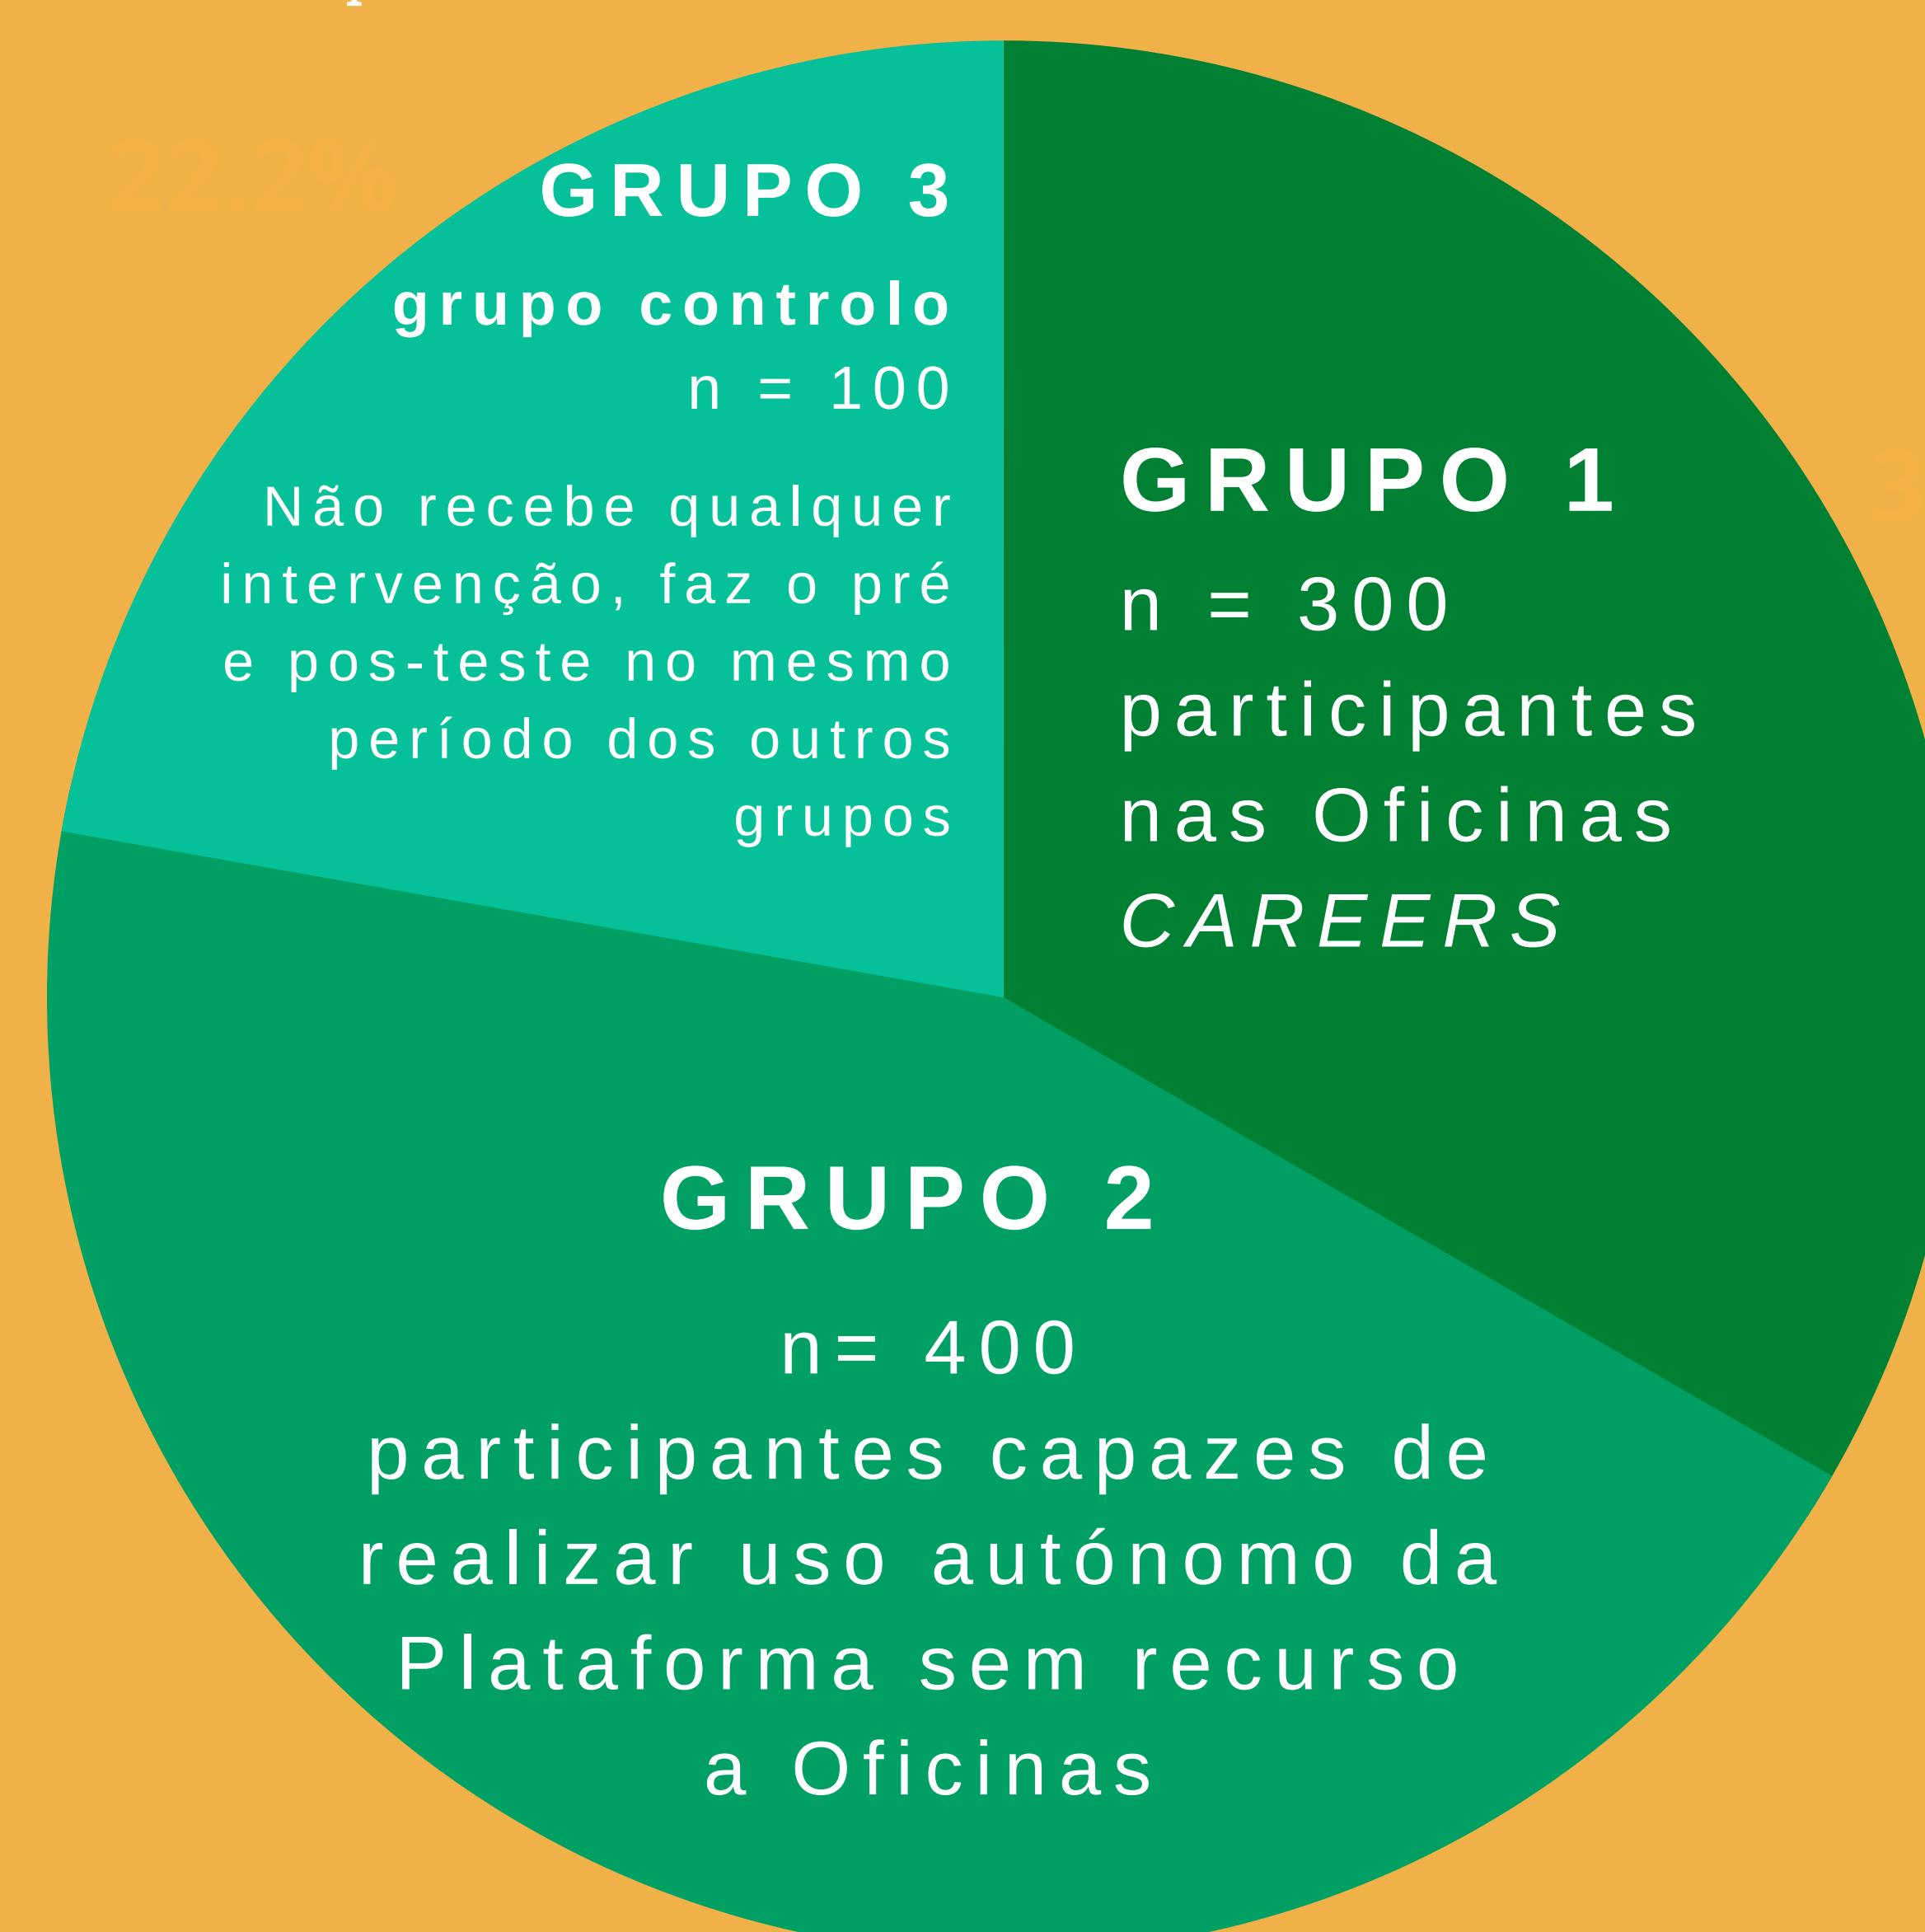 22.2%
GRUPO 3
grupo controlo
n = 100
Não recebe qualquer
intervenção, faz o pré
e pos-teste no mesmo
período dos outros
grupos
GRUPO 1
n = 300
participantes
nas Oficinas
CAREERS
GRUPO 2
n= 400
participantes capazes de
realizar uso autónomo da
Plataforma sem recurso
a Oficinas